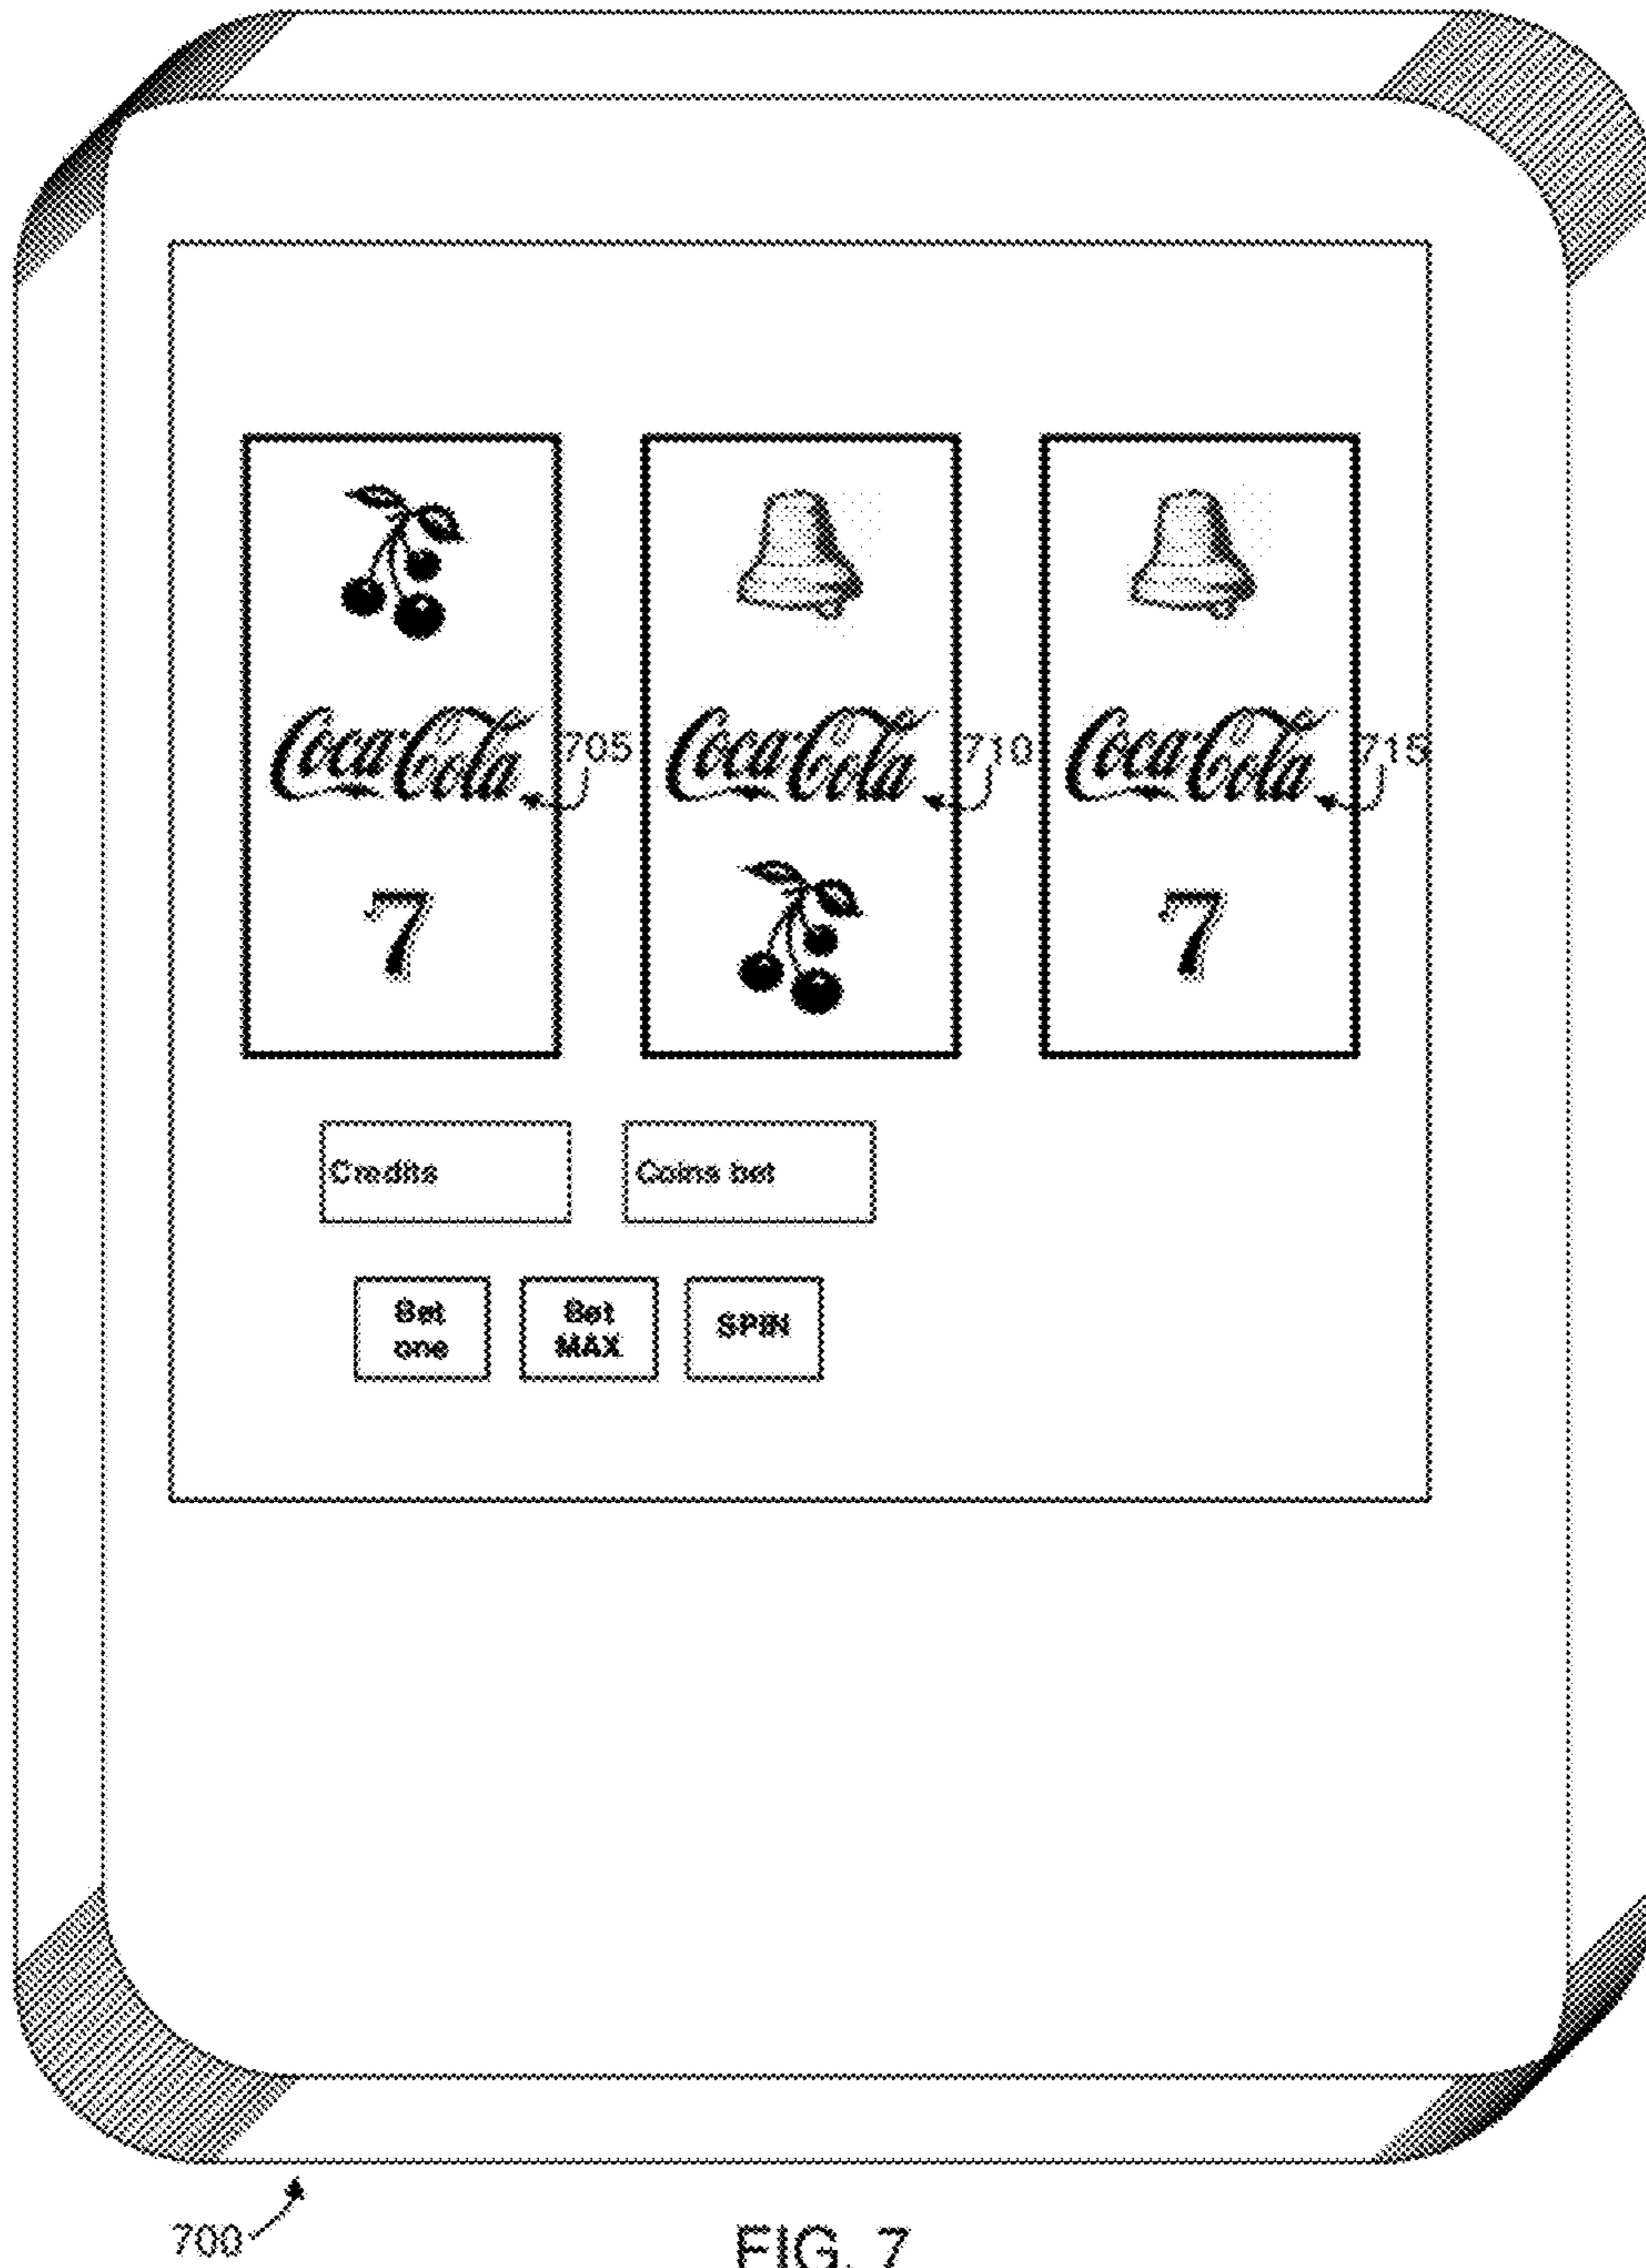 Coca-Cola 705 Coca-Cola 710 Coca-Cola 715
7 7
Credits Coins bet
Bet one Bet MAX SPIN
700
FIG. 7